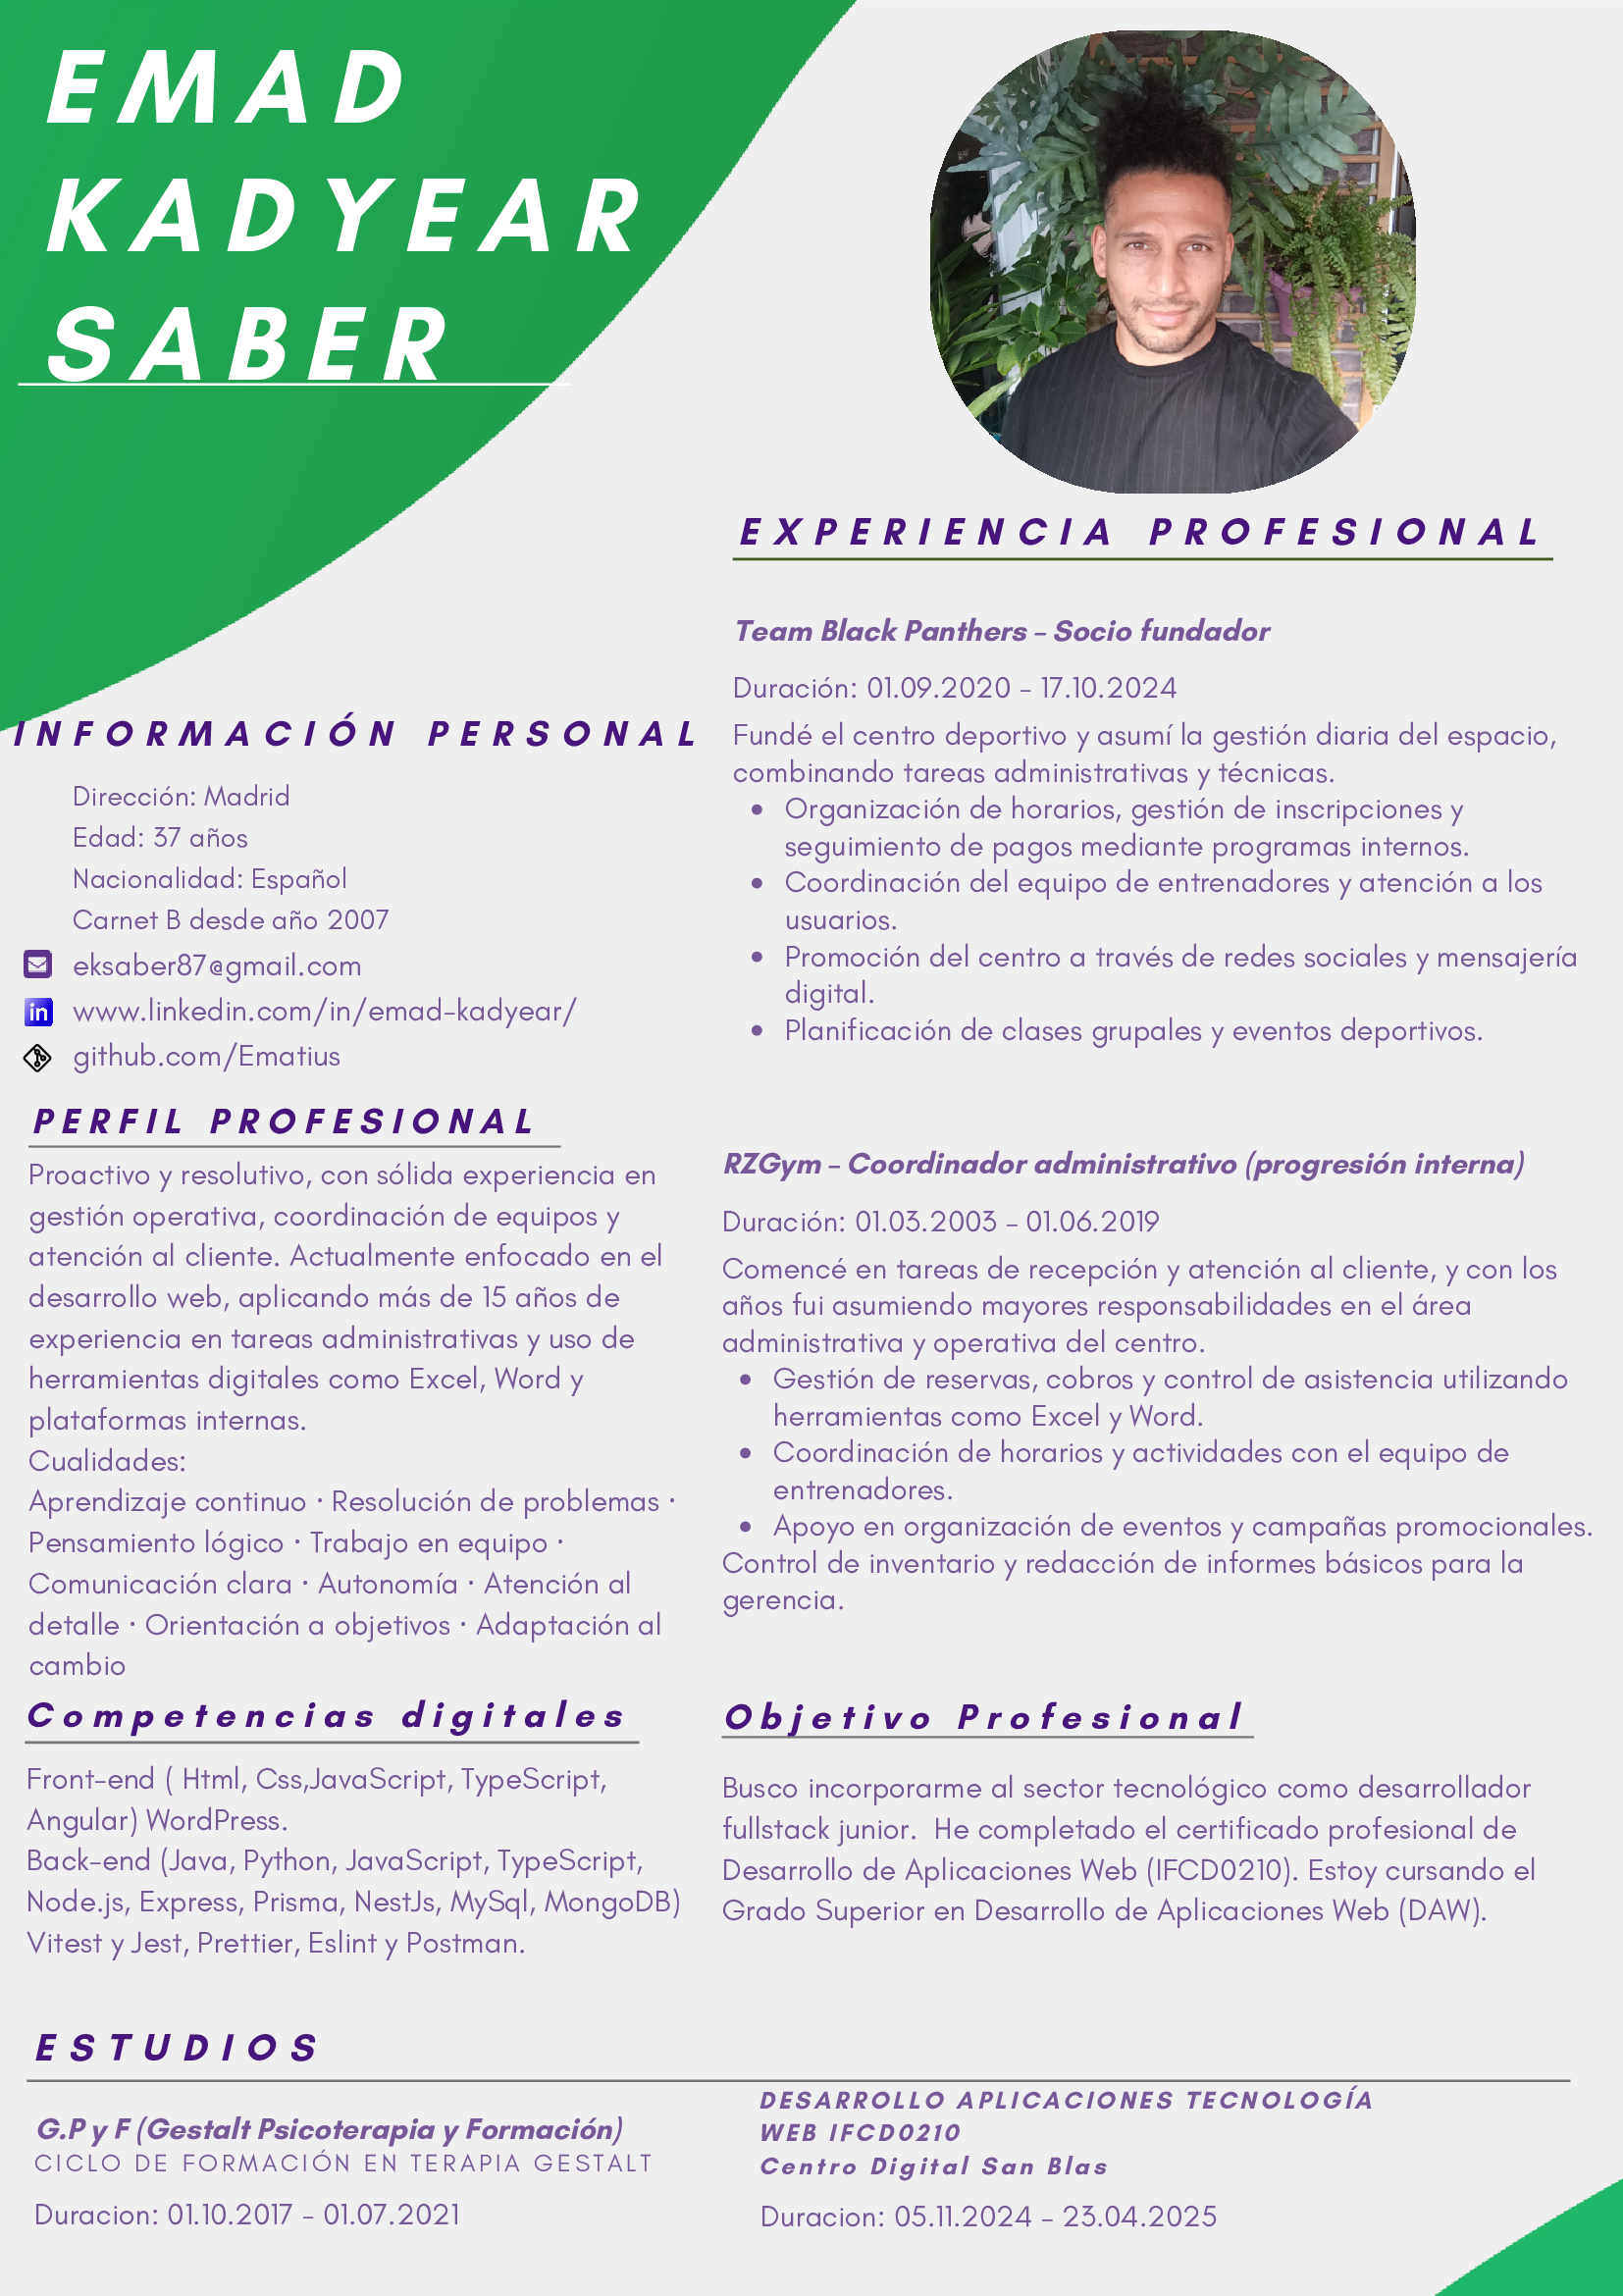 EMAD
KADYEAR
SABER
INFORMACIÓN PERSONAL
Dirección: Madrid
Edad: 37 años
Nacionalidad: Español
Carnet B desde año 2007
eksaber87@gmail.com
in www.linkedin.com/in/emad-kadyear/
github.com/Ematius
PERFIL PROFESIONAL
Proactivo y resolutivo, con sólida experiencia en
gestión operativa, coordinación de equipos y
atención al cliente. Actualmente enfocado en el
desarrollo web, aplicando más de 15 años de
experiencia en tareas administrativas y uso de
herramientas digitales como Excel, Word y
plataformas internas.
Cualidades:
Aprendizaje continuo · Resolución de problemas ·
Pensamiento lógico · Trabajo en equipo ·
Comunicación clara · Autonomía · Atención al
detalle · Orientación a objetivos · Adaptación al
cambio
Competencias digitales
Front-end ( Html, Css,JavaScript, TypeScript,
Angular) WordPress.
Back-end (Java, Python, JavaScript, TypeScript,
Node.js, Express, Prisma, NestJs, MySql, MongoDB)
Vitest y Jest, Prettier, Eslint y Postman.
EXPERIENCIA PROFESIONAL
Team Black Panthers – Socio fundador
Duración: 01.09.2020 – 17.10.2024
Fundé el centro deportivo y asumí la gestión diaria del espacio,
combinando tareas administrativas y técnicas.
• Organización de horarios, gestión de inscripciones y
seguimiento de pagos mediante programas internos.
• Coordinación del equipo de entrenadores y atención a los
usuarios.
• Promoción del centro a través de redes sociales y mensajería
digital.
• Planificación de clases grupales y eventos deportivos.
RZGym – Coordinador administrativo (progresión interna)
Duración: 01.03.2003 – 01.06.2019
Comencé en tareas de recepción y atención al cliente, y con los
años fui asumiendo mayores responsabilidades en el área
administrativa y operativa del centro.
• Gestión de reservas, cobros y control de asistencia utilizando
herramientas como Excel y Word.
• Coordinación de horarios y actividades con el equipo de
entrenadores.
• Apoyo en organización de eventos y campañas promocionales.
Control de inventario y redacción de informes básicos para la
gerencia.
Objetivo Profesional
Busco incorporarme al sector tecnológico como desarrollador
fullstack junior. He completado el certificado profesional de
Desarrollo de Aplicaciones Web (IFCD0210). Estoy cursando el
Grado Superior en Desarrollo de Aplicaciones Web (DAW).
ESTUDIOS
G.P y F (Gestalt Psicoterapia y Formación)
CICLO DE FORMACIÓN EN TERAPIA GESTALT
Duracion: 01.10.2017 – 01.07.2021
DESARROLLO APLICACIONES TECNOLOGÍA
WEB IFCD0210
Centro Digital San Blas
Duracion: 05.11.2024 – 23.04.2025